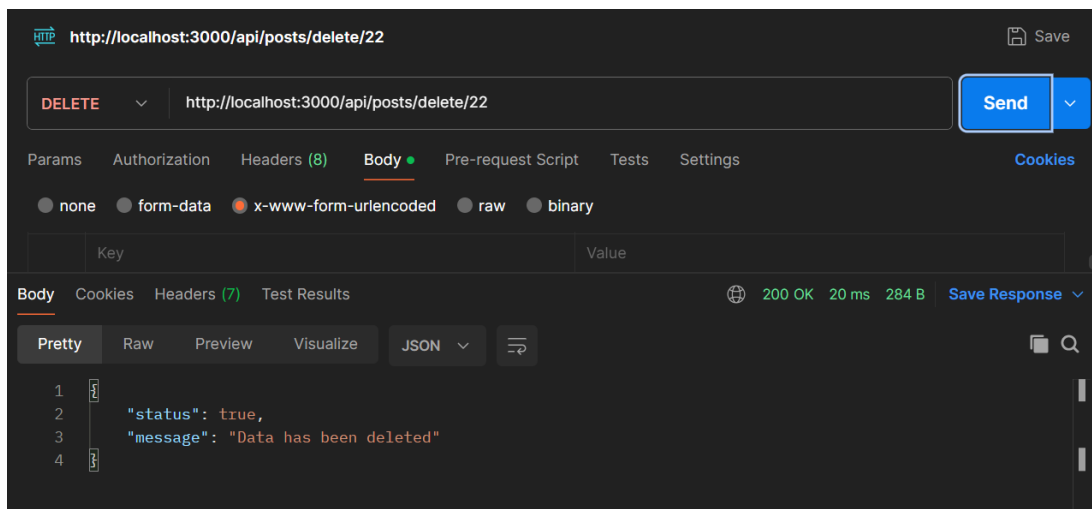 HTTP http://localhost:3000/api/posts/delete/22 Save
DELETE http://localhost:3000/api/posts/delete/22 Send
Params Authorization Headers (8) Body Pre-request Script Tests Settings Cookies
none form-data x-www-form-urlencoded raw binary
Key Value
Body Cookies Headers (7) Test Results 200 OK 20 ms 284 B Save Response
Pretty Raw Preview Visualize JSON
1 {
2 "status": true,
3 "message": "Data has been deleted"
4 }